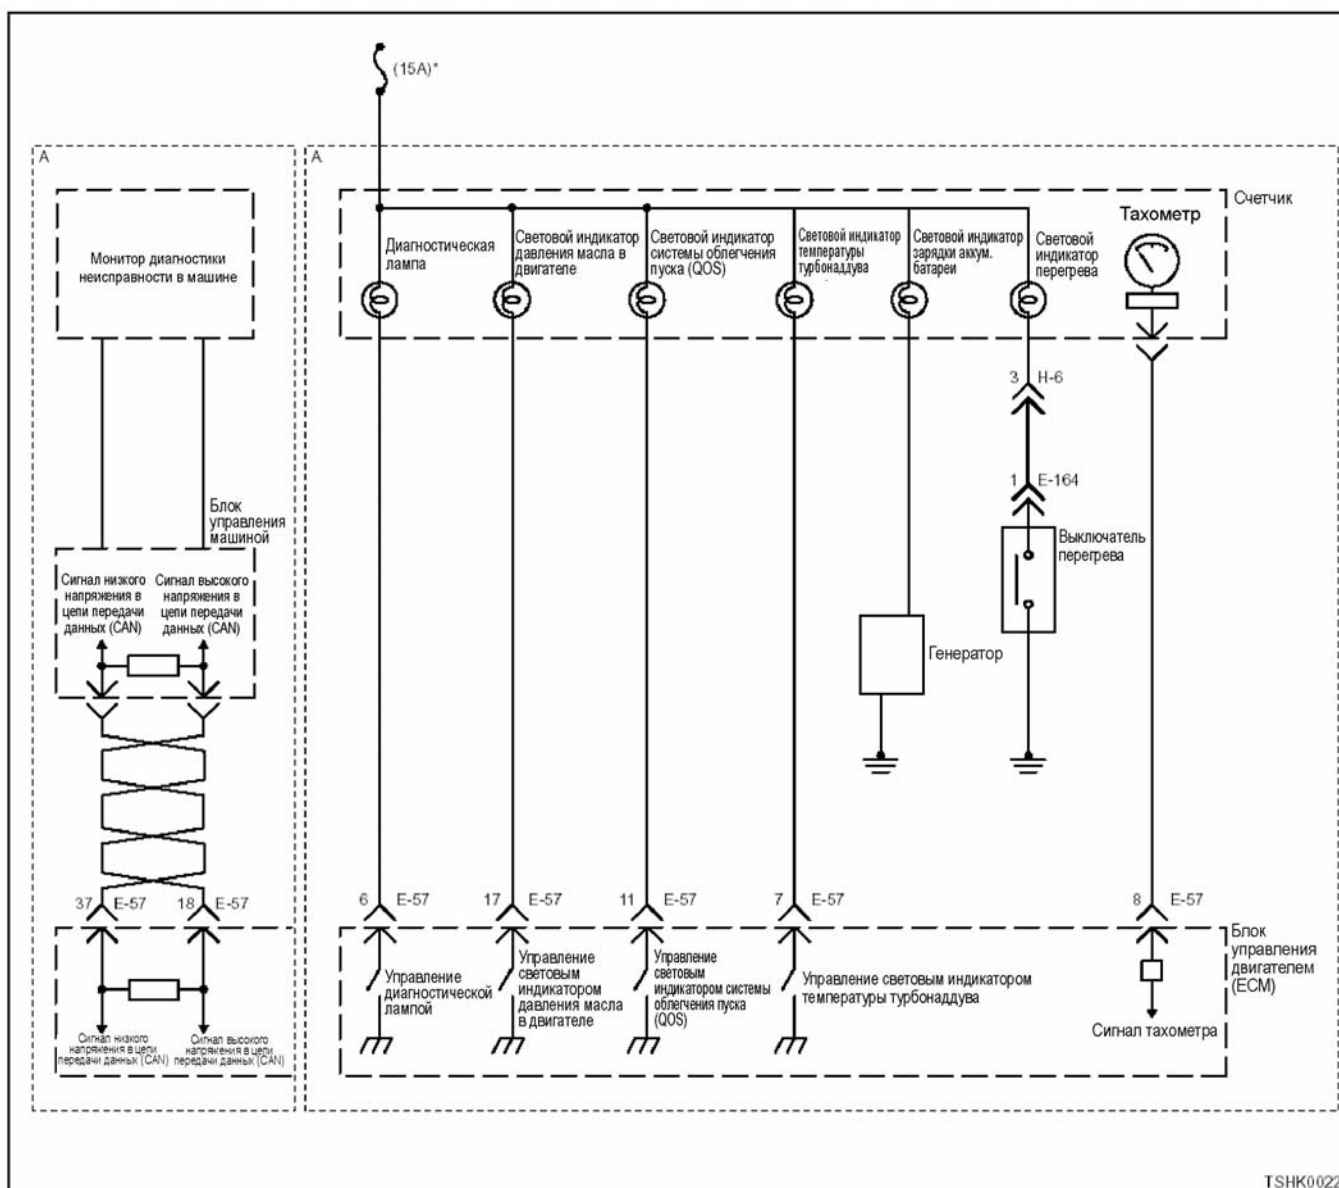 (15A)*
A
A
Счетчик
Монитор диагностики
неисправности в машине
Диагностическая
лампа
Световой индикатор
давления масла в
двигателе
Световой индикатор
системы облегчения
пуска (QOS)
Световой индикатор
температуры
турбонаддува
Световой индикатор
зарядки аккум.
батареи
Световой
индикатор
перегрева
Тахометр
3 H-6
1 E-164
Выключатель
перегрева
Блок
управления
машиной
Сигнал низкого
напряжения в
цепи передачи
данных (CAN)
Сигнал высокого
напряжения в
цепи передачи
данных (CAN)
Генератор
37 E-57
18 E-57
6 E-57
17 E-57
11 E-57
7 E-57
8 E-57
Сигнал низкого
напряжения в цепи
передачи данных (CAN)
Сигнал высокого
напряжения в цепи
передачи данных (CAN)
Управление
диагностической
лампой
Управление
световым
индикатором
давления масла
в двигателе
Управление
световым
индикатором системы
облегчения пуска
(QOS)
Управление световым индикатором
температуры турбонаддува
Сигнал тахометра
Блок
управления
двигателем
(ECM)
TSHK0022